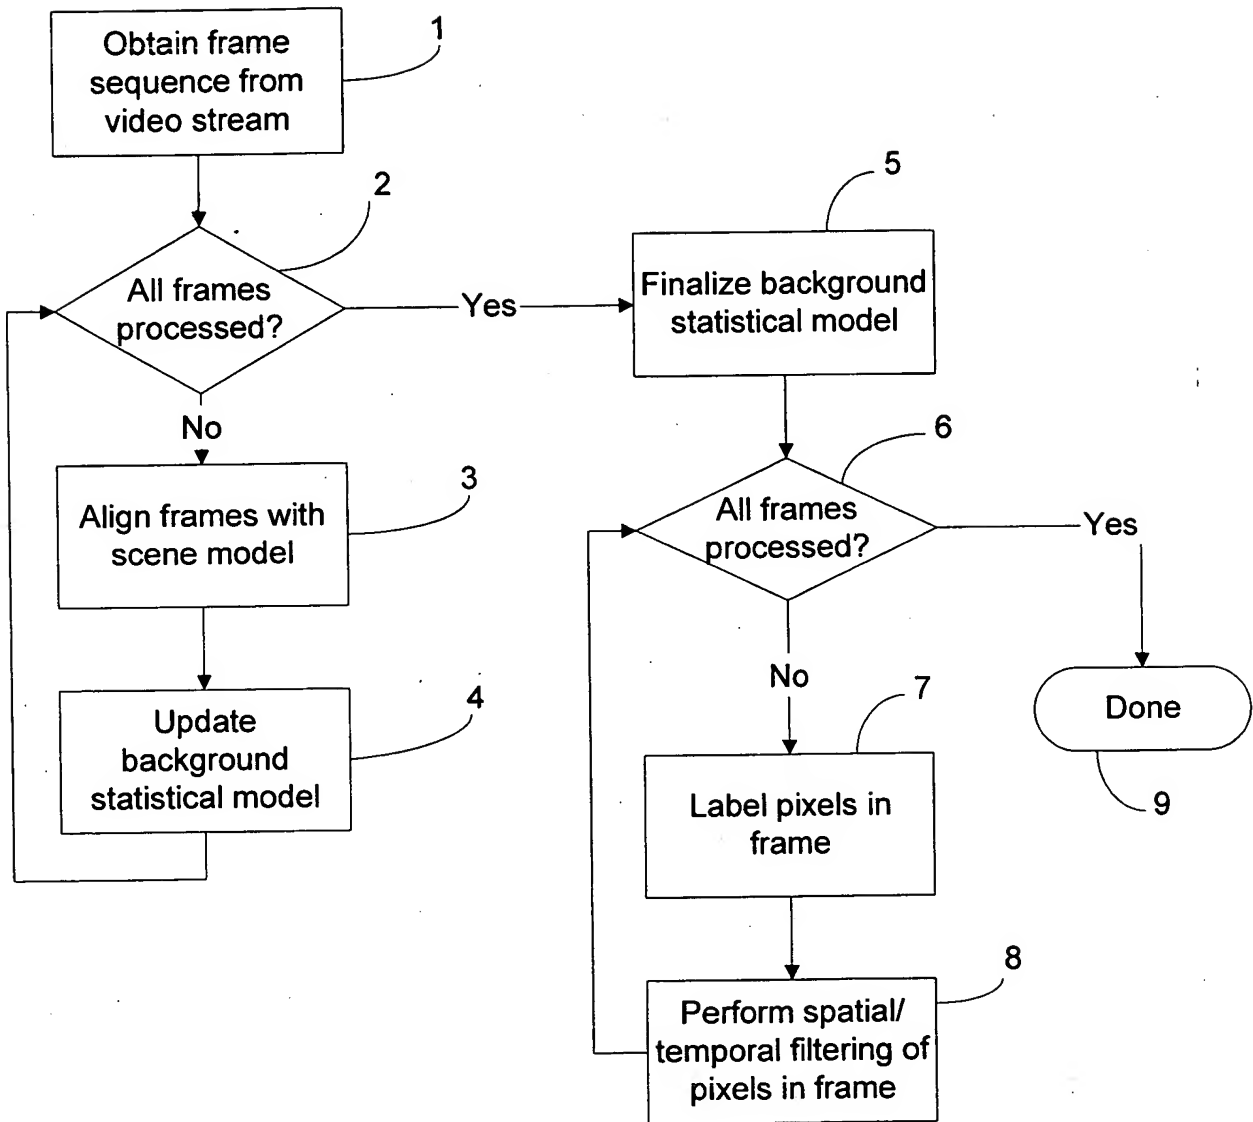 Obtain frame
sequence from
video stream
1
2
All frames
processed?
Yes
No
3
Align frames with
scene model
4
Update
background
statistical model
5
Finalize background
statistical model
6
All frames
processed?
Yes
No
7
Label pixels in
frame
Done
9
8
Perform spatial/
temporal filtering of
pixels in frame